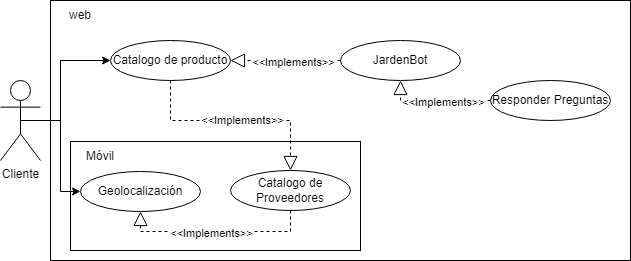 web
Catalogo de producto
<<Implements>>
JardenBot
<<Implements>>
Responder Preguntas
<<Implements>>
Cliente
Móvil
Geolocalización
Catalogo de
Proveedores
<<Implements>>